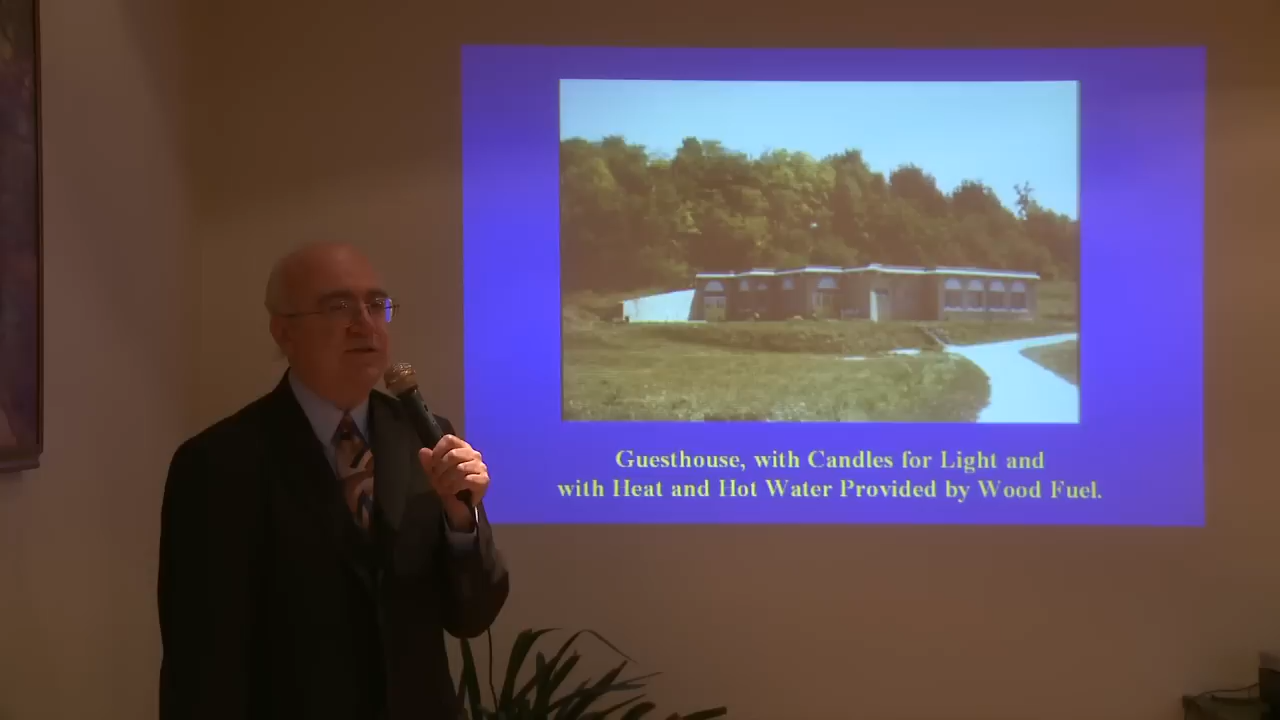 Guesthouse, with Candles for Light and
with Heat and Hot Water Provided by Wood Fuel.